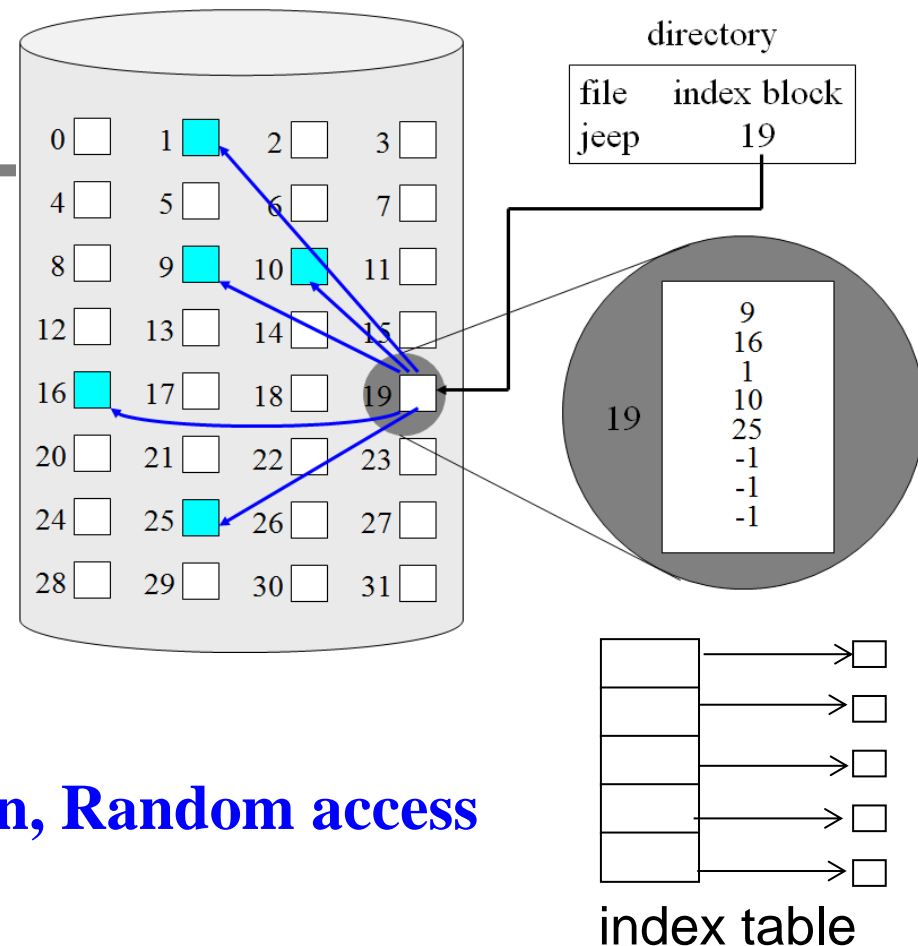 directory
file index block
jeep 19
0 1 2 3
4 5 6 7
8 9 10 11
12 13 14 15
16 17 18 19
20 21 22 23
24 25 26 27
28 29 30 31
19
9
16
1
10
25
-1
-1
-1
n, Random access
index table